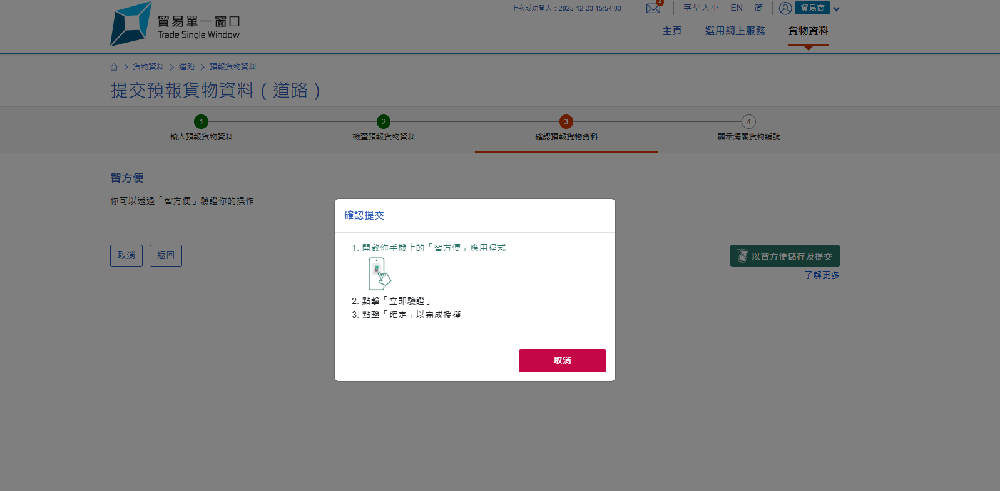 貿易單一窗口
Trade Single Window
上次成功登入：2025-12-23 15:54:03
2
字型大小
EN
简
貿易商
主頁
選用網上服務
貨物資料
貨物資料
道路
預報貨物資料
提交預報貨物資料（道路）
1
2
3
4
輸入預報貨物資料
檢查預報貨物資料
確認預報貨物資料
顯示海關貨物編號
智方便
你可以透過「智方便」驗證你的操作
確認提交
1. 開啟你手機上的「智方便」應用程式
2. 點擊「立即驗證」
3. 點擊「確定」以完成授權
取消
取消
返回
以智方便儲存及提交
了解更多